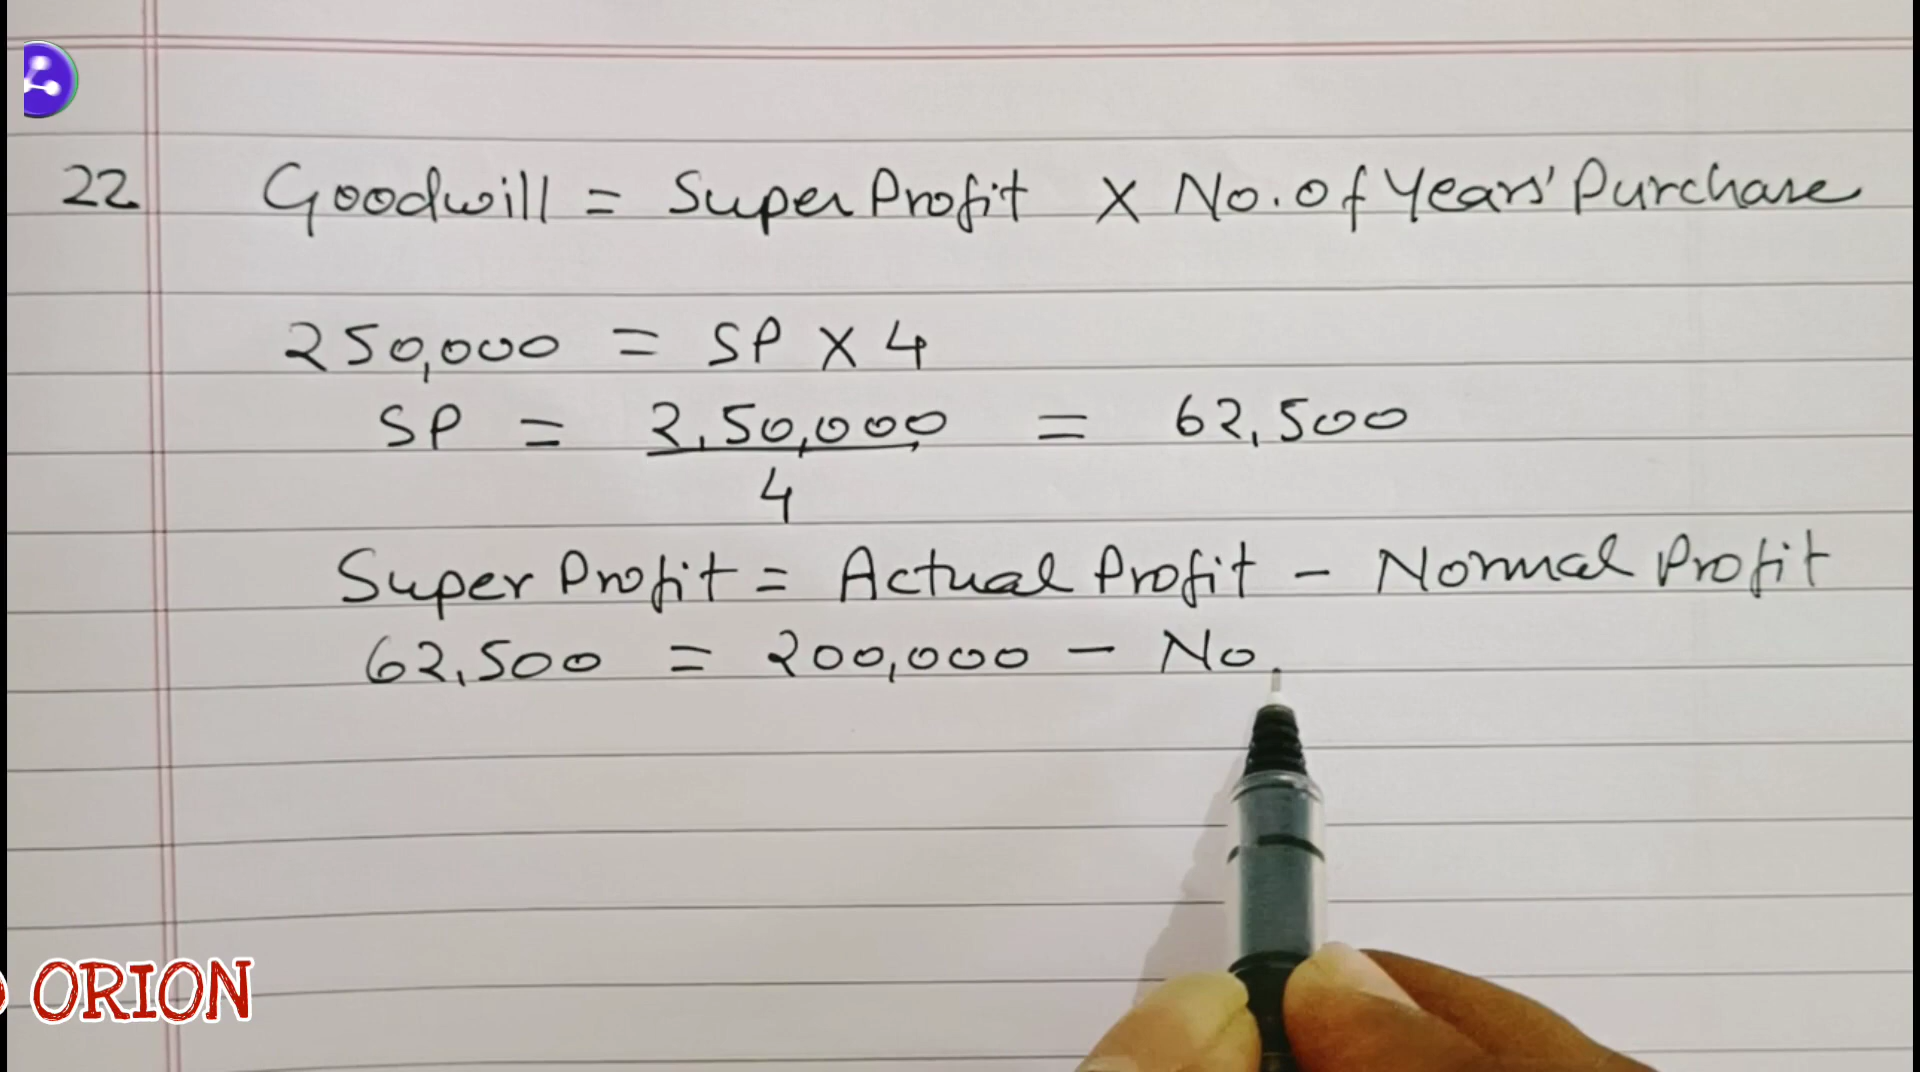 22 Goodwill = Super Profit X No. of Years' Purchase
250,000 = SP X 4
SP = 2,50,000 = 62,500
4
Super Profit = Actual Profit - Normal Profit
62,500 = 200,000 - No.
ORION